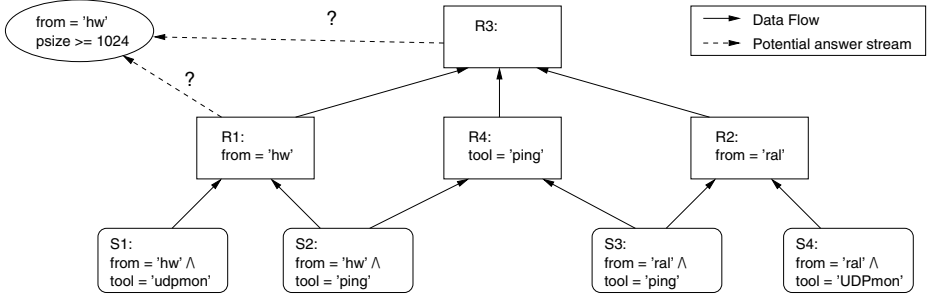 from = 'hw'
psize >= 1024
?
?
R3:
Data Flow
Potential answer stream
R1:
from = 'hw'
R4:
tool = 'ping'
R2:
from = 'ral'
S1:
from = 'hw' /\
tool = 'udpmon'
S2:
from = 'hw' /\
tool = 'ping'
S3:
from = 'ral' /\
tool = 'ping'
S4:
from = 'ral' /\
tool = 'UDPmon'